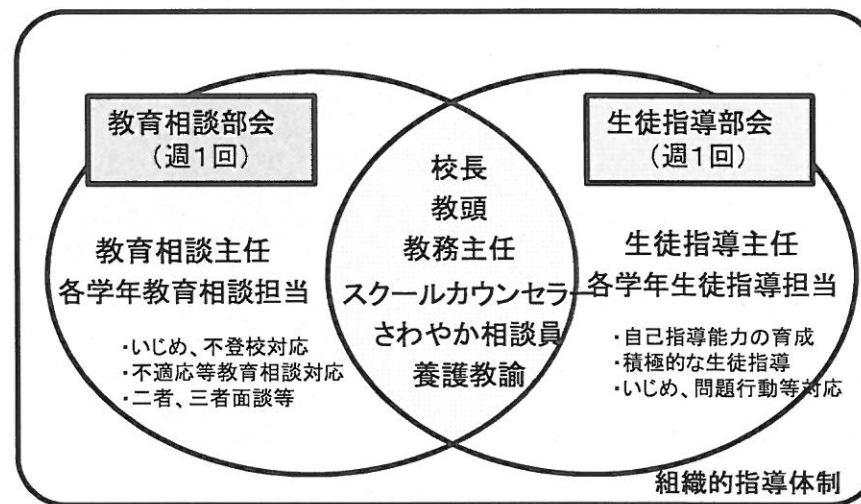 教育相談部会
（週1回）
教育相談主任
各学年教育相談担当
・いじめ、不登校対応
・不適応等教育相談対応
・二者、三者面談等
校長
教頭
教務主任
スクールカウンセラー
さわやか相談員
養護教諭
生徒指導部会
（週1回）
生徒指導主任
各学年生徒指導担当
・自己指導能力の育成
・積極的な生徒指導
・いじめ、問題行動等対応
組織的指導体制